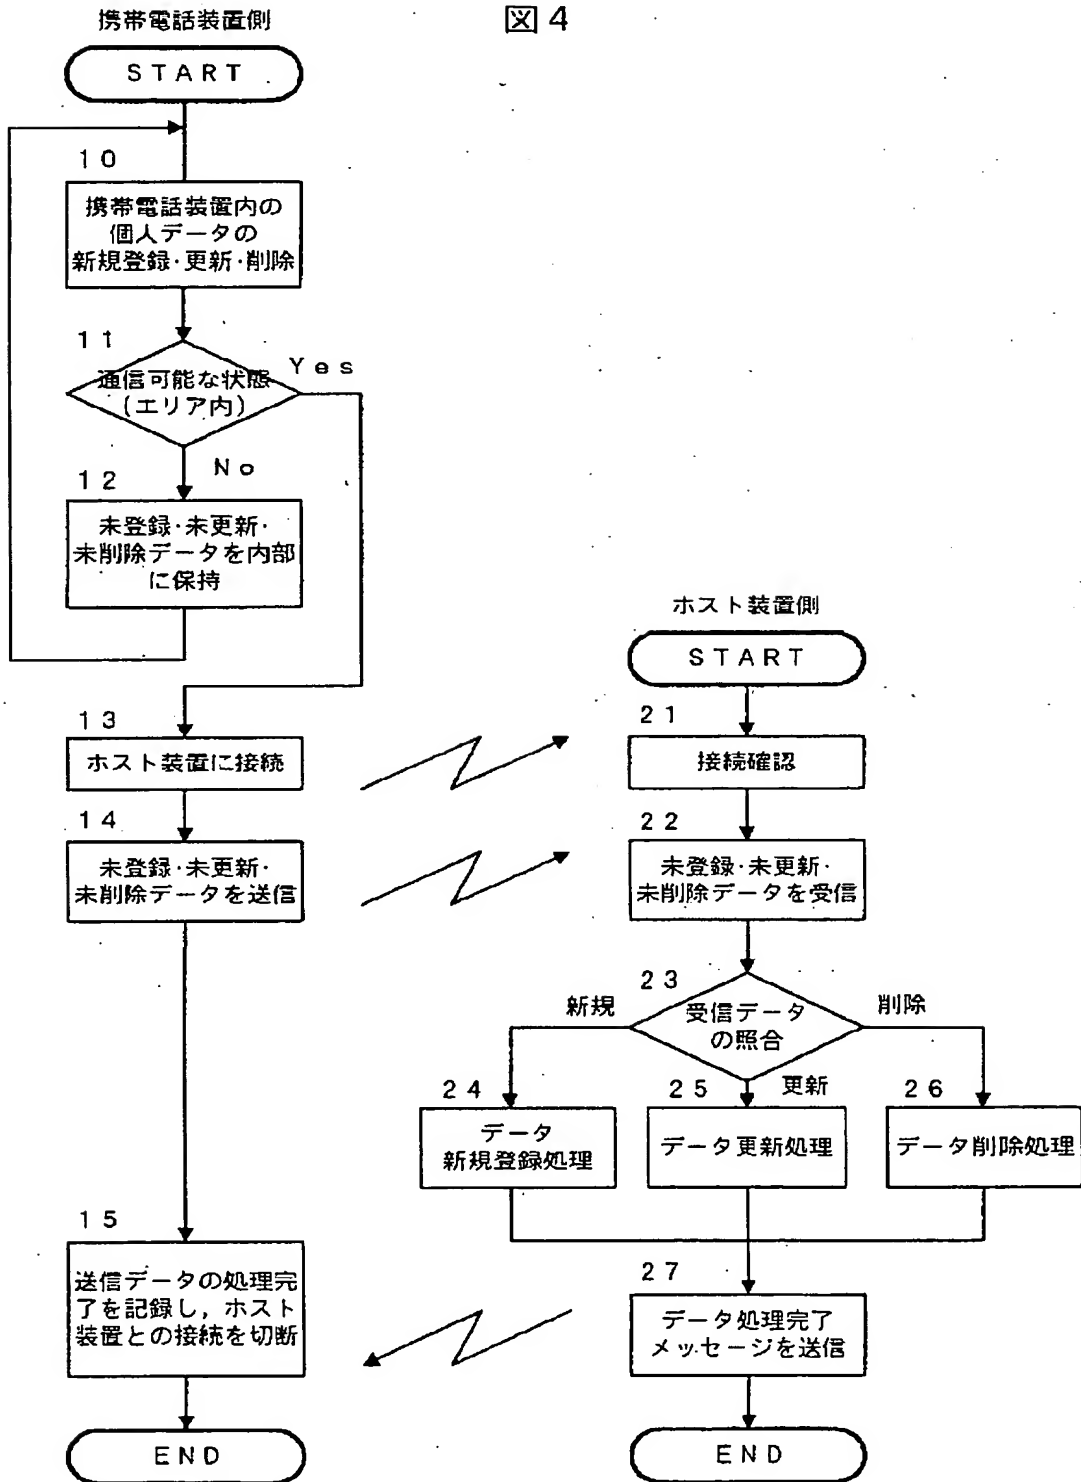 図4
携帯電話装置側
START
10
携帯電話装置内の
個人データの
新規登録・更新・削除
11
通信可能な状態
(エリア内)
Yes
No
12
未登録・未更新・
未削除データを内部
に保持
13
ホスト装置に接続
14
未登録・未更新・
未削除データを送信
15
送信データの処理完
了を記録し,ホスト
装置との接続を切断
END
ホスト装置側
START
21
接続確認
22
未登録・未更新・
未削除データを受信
23
受信データ
の照合
新規
更新
削除
24
データ
新規登録処理
25
データ更新処理
26
データ削除処理
27
データ処理完了
メッセージを送信
END